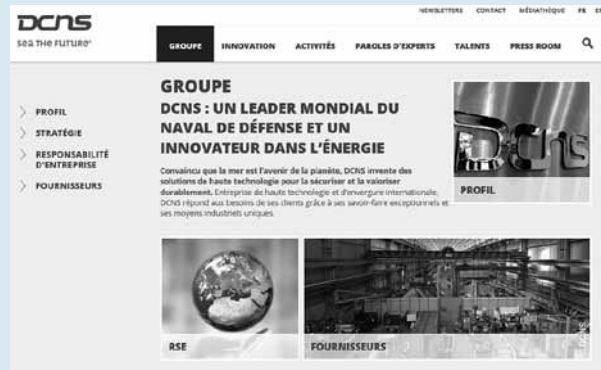 NEWSLETTERS CONTACT MÉDIATHÈQUE FR EN
DCNS
SEA THE FUTURE®
GROUPE INNOVATION ACTIVITÉS PAROLES D'EXPERTS TALENTS PRESS ROOM
PROFIL
STRATÉGIE
RESPONSABILITÉ
D'ENTREPRISE
FOURNISSEURS
GROUPE
DCNS : UN LEADER MONDIAL DU
NAVAL DE DÉFENSE ET UN
INNOVATEUR DANS L'ÉNERGIE
Convaincu que la mer est l'avenir de la planète, DCNS invente des
solutions de haute technologie pour la sécuriser et la valoriser
durablement. Entreprise de haute technologie et d'envergure internationale,
DCNS répond aux besoins de ses clients grâce à ses savoir-faire exceptionnels et
ses moyens industriels uniques.
DCNS
PROFIL
RSE
FOURNISSEURS
DCNS